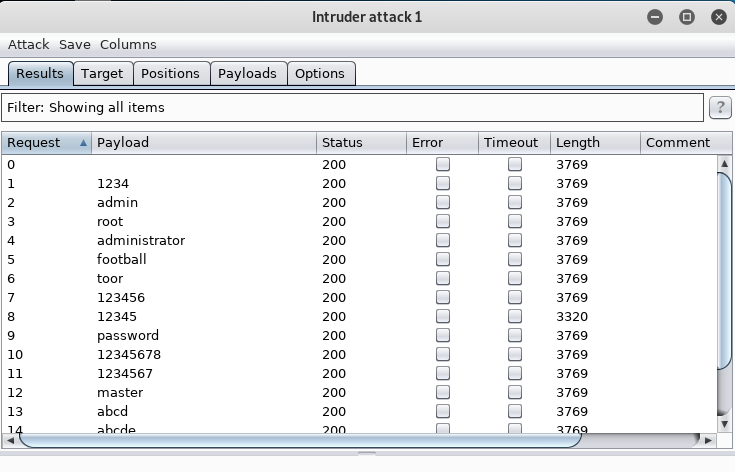 Intruder attack 1
Attack Save Columns
Results Target Positions Payloads Options
Filter: Showing all items ?
Request Payload Status Error Timeout Length Comment
0 200 3769
1 1234 200 3769
2 admin 200 3769
3 root 200 3769
4 administrator 200 3769
5 football 200 3769
6 toor 200 3769
7 123456 200 3769
8 12345 200 3320
9 password 200 3769
10 12345678 200 3769
11 1234567 200 3769
12 master 200 3769
13 abcd 200 3769
14 abcde 200 3769